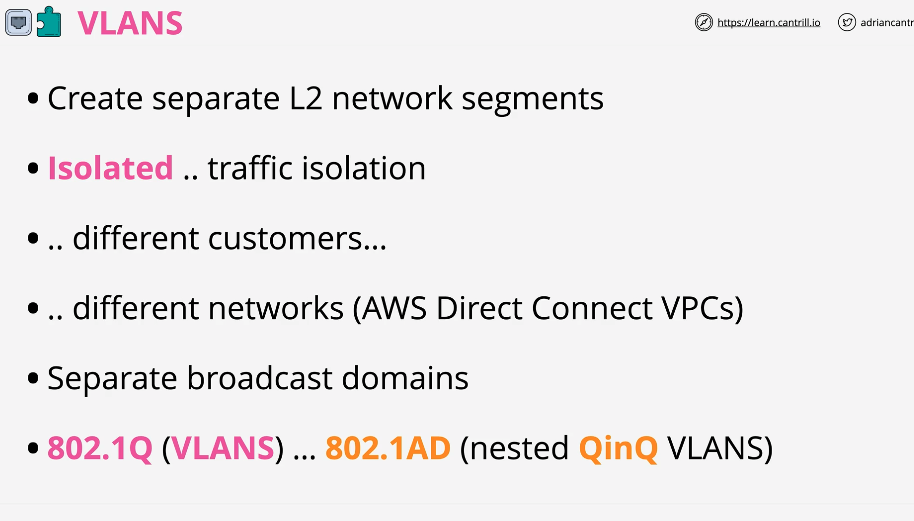 VLANS
https://learn.cantrill.io
adriancantr
• Create separate L2 network segments
• Isolated .. traffic isolation
• .. different customers...
• .. different networks (AWS Direct Connect VPCs)
• Separate broadcast domains
• 802.1Q (VLANS) ... 802.1AD (nested QinQ VLANS)